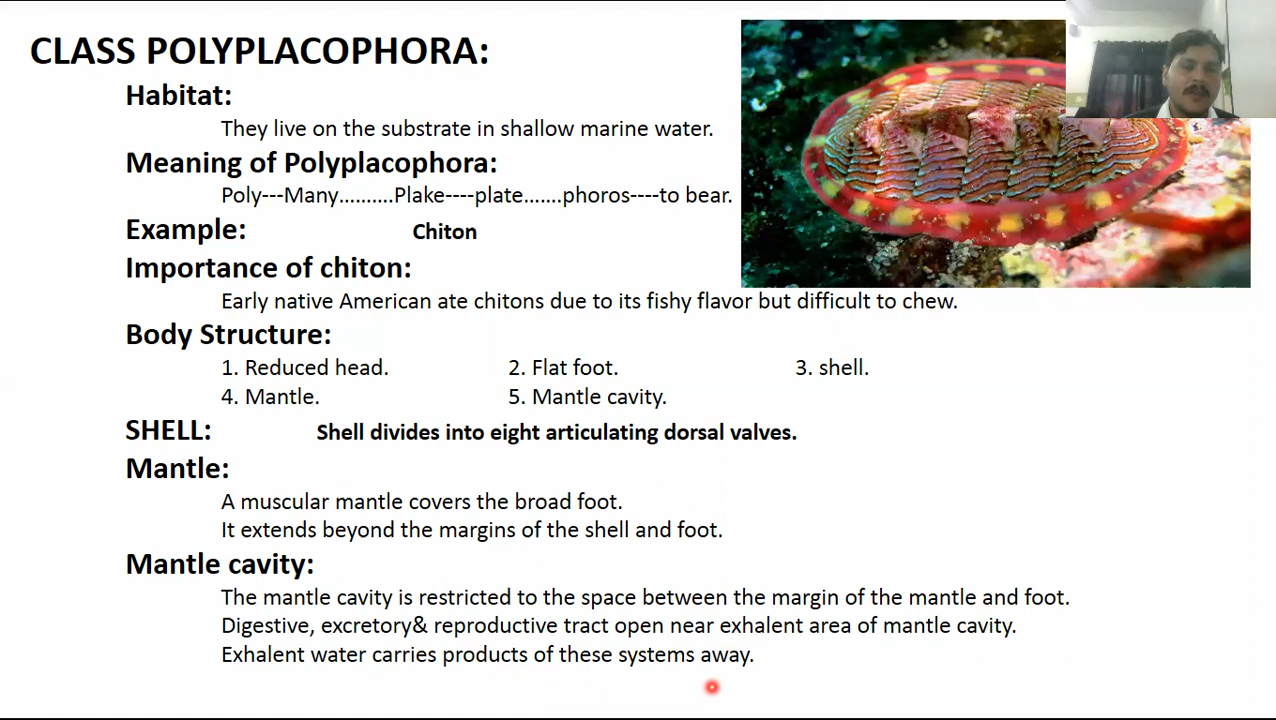 CLASS POLYPLACOPHORA:
Habitat:
They live on the substrate in shallow marine water.
Meaning of Polyplacophora:
Poly---Many..........Plake----plate.......phoros----to bear.
Example: Chiton
Importance of chiton:
Early native American ate chitons due to its fishy flavor but difficult to chew.
Body Structure:
1. Reduced head. 2. Flat foot. 3. shell.
4. Mantle. 5. Mantle cavity.
SHELL: Shell divides into eight articulating dorsal valves.
Mantle:
A muscular mantle covers the broad foot.
It extends beyond the margins of the shell and foot.
Mantle cavity:
The mantle cavity is restricted to the space between the margin of the mantle and foot.
Digestive, excretory& reproductive tract open near exhalent area of mantle cavity.
Exhalent water carries products of these systems away.